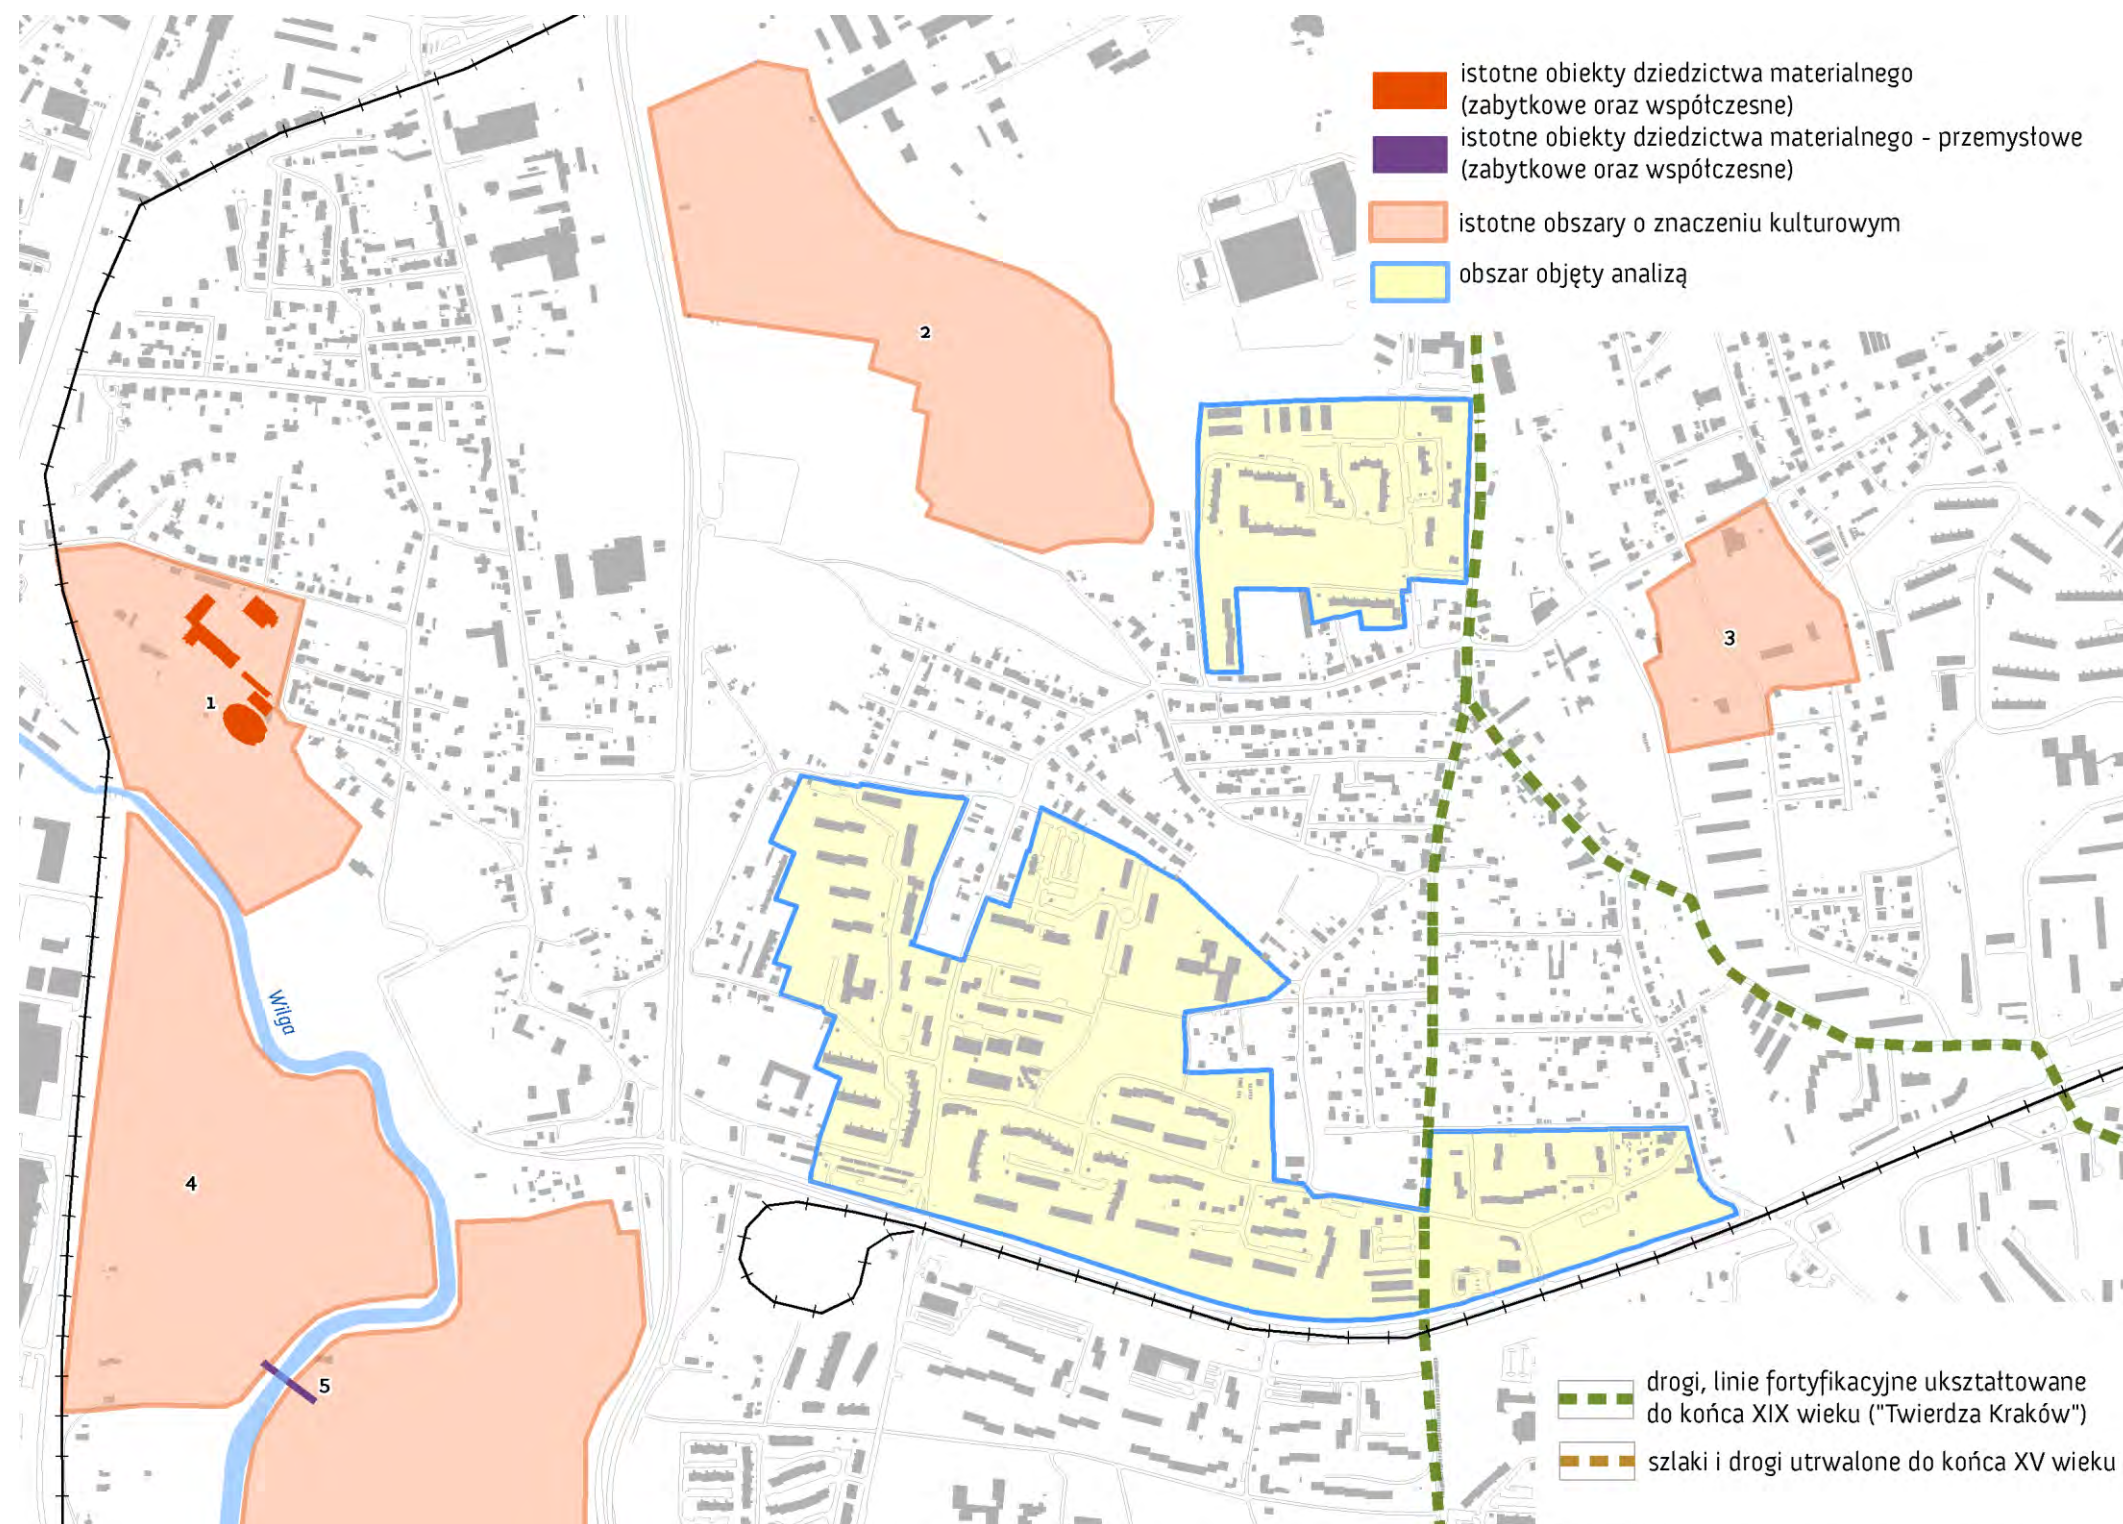 istotne obiekty dziedzictwa materialnego
(zabytkowe oraz współczesne)
istotne obiekty dziedzictwa materialnego - przemysłowe
(zabytkowe oraz współczesne)
istotne obszary o znaczeniu kulturowym
obszar objęty analizą
2
3
1
Wilga
4
5
drogi, linie fortyfikacyjne ukształtowane
do końca XIX wieku ("Twierdza Kraków")
szlaki i drogi utrwalone do końca XV wieku